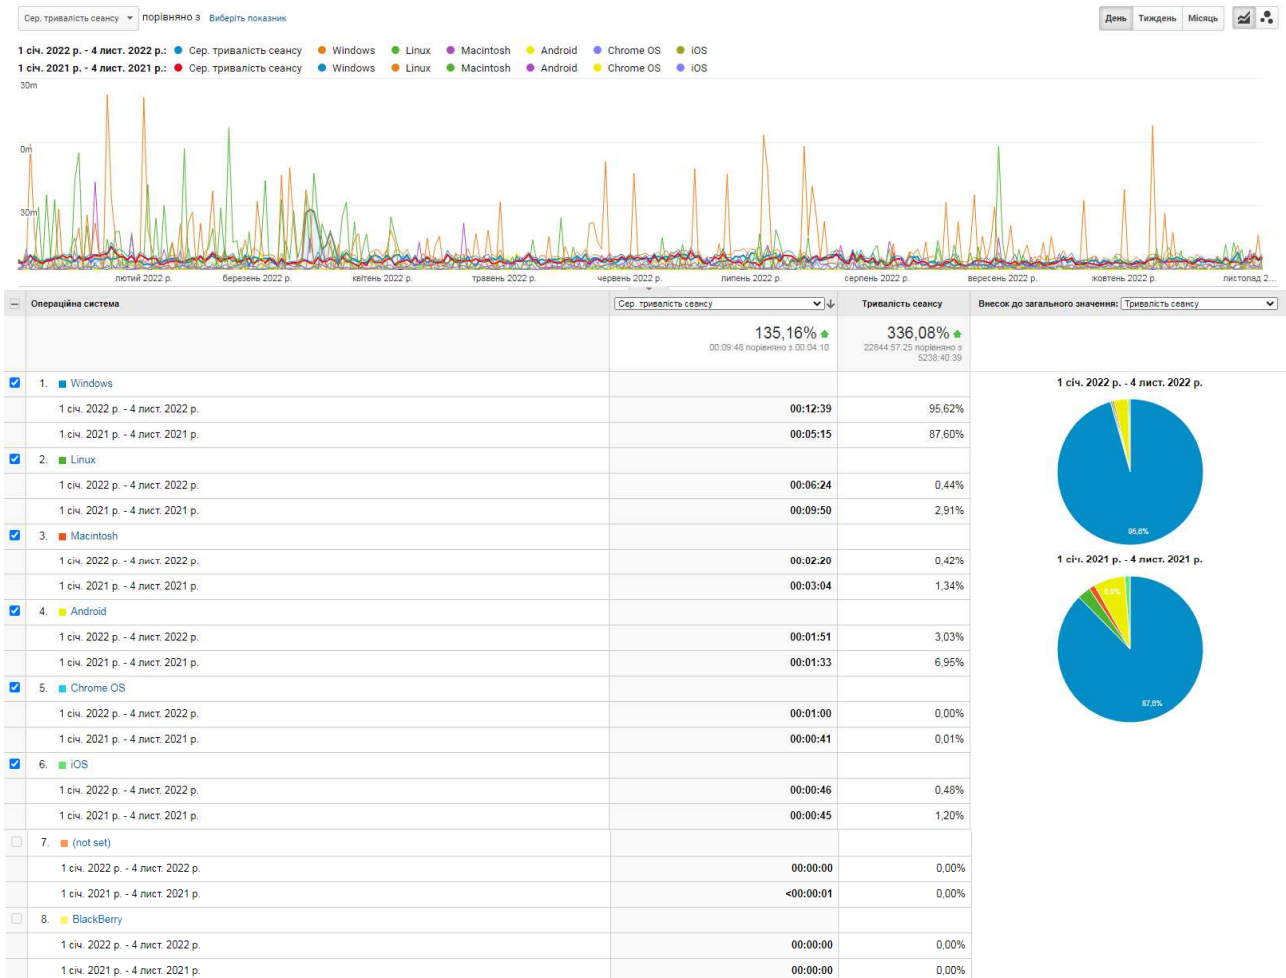 Сер. тривалість сеансу порівняно з Виберіть показник День Тиждень Місяць
1 січ. 2022 р. - 4 лист. 2022 р.: Сер. тривалість сеансу Windows Linux Macintosh Android Chrome OS iOS
1 січ. 2021 р. - 4 лист. 2021 р.: Сер. тривалість сеансу Windows Linux Macintosh Android Chrome OS iOS
30m
0m
30m
лютий 2022 р. березень 2022 р. квітень 2022 р. травень 2022 р. червень 2022 р. липень 2022 р. серпень 2022 р. вересень 2022 р. жовтень 2022 р. листопад 2...
Операційна система Сер. тривалість сеансу Тривалість сеансу Внесок до загального значення: Тривалість сеансу
135,16% 336,08%
00:09:48 порівняно з 00:04:10 22844:57:25 порівняно з
5238:40:39
1. Windows
1 січ. 2022 р. - 4 лист. 2022 р. 00:12:39 95,62%
1 січ. 2021 р. - 4 лист. 2021 р. 00:05:15 87,60%
2. Linux
1 січ. 2022 р. - 4 лист. 2022 р. 00:06:24 0,44%
1 січ. 2021 р. - 4 лист. 2021 р. 00:09:50 2,91%
3. Macintosh
1 січ. 2022 р. - 4 лист. 2022 р. 00:02:20 0,42%
1 січ. 2021 р. - 4 лист. 2021 р. 00:03:04 1,34%
4. Android
1 січ. 2022 р. - 4 лист. 2022 р. 00:01:51 3,03%
1 січ. 2021 р. - 4 лист. 2021 р. 00:01:33 6,95%
5. Chrome OS
1 січ. 2022 р. - 4 лист. 2022 р. 00:01:00 0,00%
1 січ. 2021 р. - 4 лист. 2021 р. 00:00:41 0,01%
6. iOS
1 січ. 2022 р. - 4 лист. 2022 р. 00:00:46 0,48%
1 січ. 2021 р. - 4 лист. 2021 р. 00:00:45 1,20%
7. (not set)
1 січ. 2022 р. - 4 лист. 2022 р. 00:00:00 0,00%
1 січ. 2021 р. - 4 лист. 2021 р. <00:00:01 0,00%
8. BlackBerry
1 січ. 2022 р. - 4 лист. 2022 р. 00:00:00 0,00%
1 січ. 2021 р. - 4 лист. 2021 р. 00:00:00 0,00%
1 січ. 2022 р. - 4 лист. 2022 р.
95,6%
1 січ. 2021 р. - 4 лист. 2021 р.
6,9%
87,6%